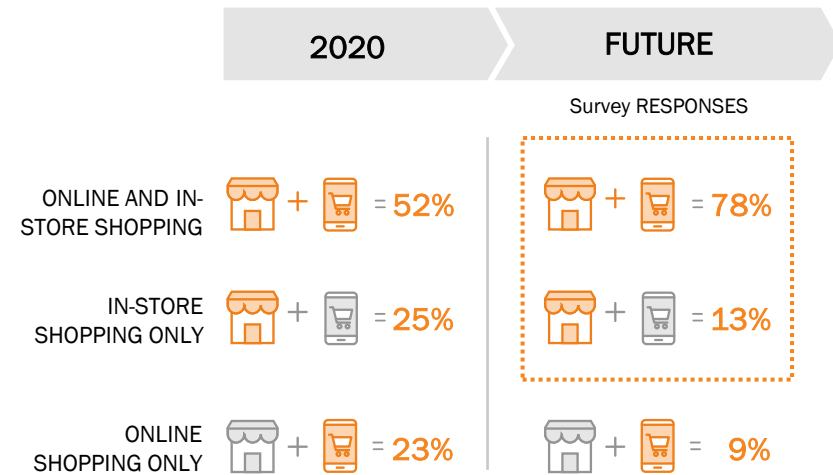 2020
FUTURE
Survey RESPONSES
ONLINE AND IN-
STORE SHOPPING
+ = 52%
+ = 78%
IN-STORE
SHOPPING ONLY
+ = 25%
+ = 13%
ONLINE
SHOPPING ONLY
+ = 23%
+ = 9%